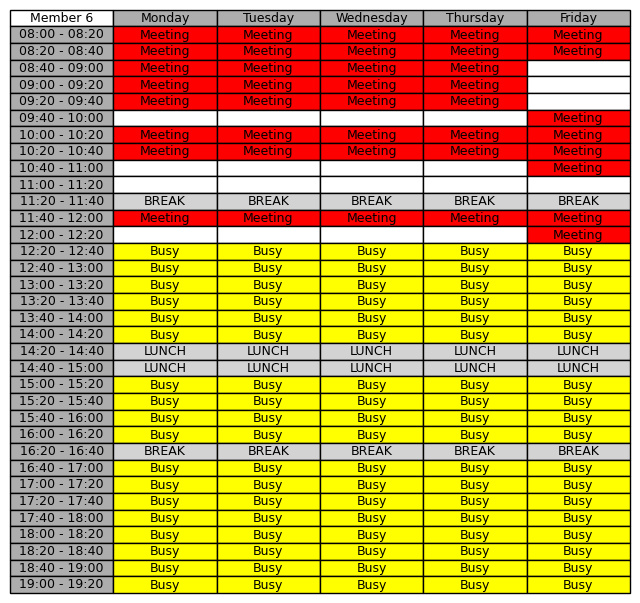 Member 6 Monday Tuesday Wednesday Thursday Friday
08:00 - 08:20 Meeting Meeting Meeting Meeting Meeting
08:20 - 08:40 Meeting Meeting Meeting Meeting Meeting
08:40 - 09:00 Meeting Meeting Meeting Meeting
09:00 - 09:20 Meeting Meeting Meeting Meeting
09:20 - 09:40 Meeting Meeting Meeting Meeting
09:40 - 10:00 Meeting
10:00 - 10:20 Meeting Meeting Meeting Meeting Meeting
10:20 - 10:40 Meeting Meeting Meeting Meeting Meeting
10:40 - 11:00 Meeting
11:00 - 11:20
11:20 - 11:40 BREAK BREAK BREAK BREAK BREAK
11:40 - 12:00 Meeting Meeting Meeting Meeting Meeting
12:00 - 12:20 Meeting
12:20 - 12:40 Busy Busy Busy Busy Busy
12:40 - 13:00 Busy Busy Busy Busy Busy
13:00 - 13:20 Busy Busy Busy Busy Busy
13:20 - 13:40 Busy Busy Busy Busy Busy
13:40 - 14:00 Busy Busy Busy Busy Busy
14:00 - 14:20 Busy Busy Busy Busy Busy
14:20 - 14:40 LUNCH LUNCH LUNCH LUNCH LUNCH
14:40 - 15:00 LUNCH LUNCH LUNCH LUNCH LUNCH
15:00 - 15:20 Busy Busy Busy Busy Busy
15:20 - 15:40 Busy Busy Busy Busy Busy
15:40 - 16:00 Busy Busy Busy Busy Busy
16:00 - 16:20 Busy Busy Busy Busy Busy
16:20 - 16:40 BREAK BREAK BREAK BREAK BREAK
16:40 - 17:00 Busy Busy Busy Busy Busy
17:00 - 17:20 Busy Busy Busy Busy Busy
17:20 - 17:40 Busy Busy Busy Busy Busy
17:40 - 18:00 Busy Busy Busy Busy Busy
18:00 - 18:20 Busy Busy Busy Busy Busy
18:20 - 18:40 Busy Busy Busy Busy Busy
18:40 - 19:00 Busy Busy Busy Busy Busy
19:00 - 19:20 Busy Busy Busy Busy Busy